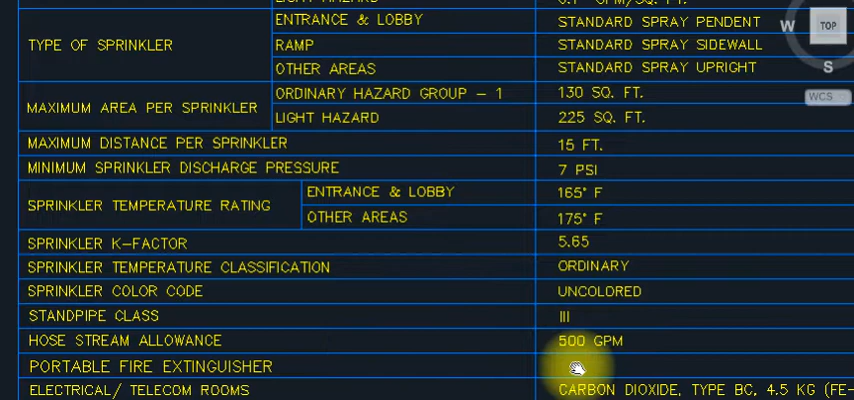 TYPE OF SPRINKLER ENTRANCE & LOBBY STANDARD SPRAY PENDENT
RAMP STANDARD SPRAY SIDEWALL
OTHER AREAS STANDARD SPRAY UPRIGHT
MAXIMUM AREA PER SPRINKLER ORDINARY HAZARD GROUP - 1 130 SQ. FT.
LIGHT HAZARD 225 SQ. FT.
MAXIMUM DISTANCE PER SPRINKLER 15 FT.
MINIMUM SPRINKLER DISCHARGE PRESSURE 7 PSI
SPRINKLER TEMPERATURE RATING ENTRANCE & LOBBY 165° F
OTHER AREAS 175° F
SPRINKLER K-FACTOR 5.65
SPRINKLER TEMPERATURE CLASSIFICATION ORDINARY
SPRINKLER COLOR CODE UNCOLORED
STANDPIPE CLASS III
HOSE STREAM ALLOWANCE 500 GPM
PORTABLE FIRE EXTINGUISHER
ELECTRICAL/ TELECOM ROOMS CARBON DIOXIDE, TYPE BC, 4.5 KG (FE-
W TOP
S
WCS